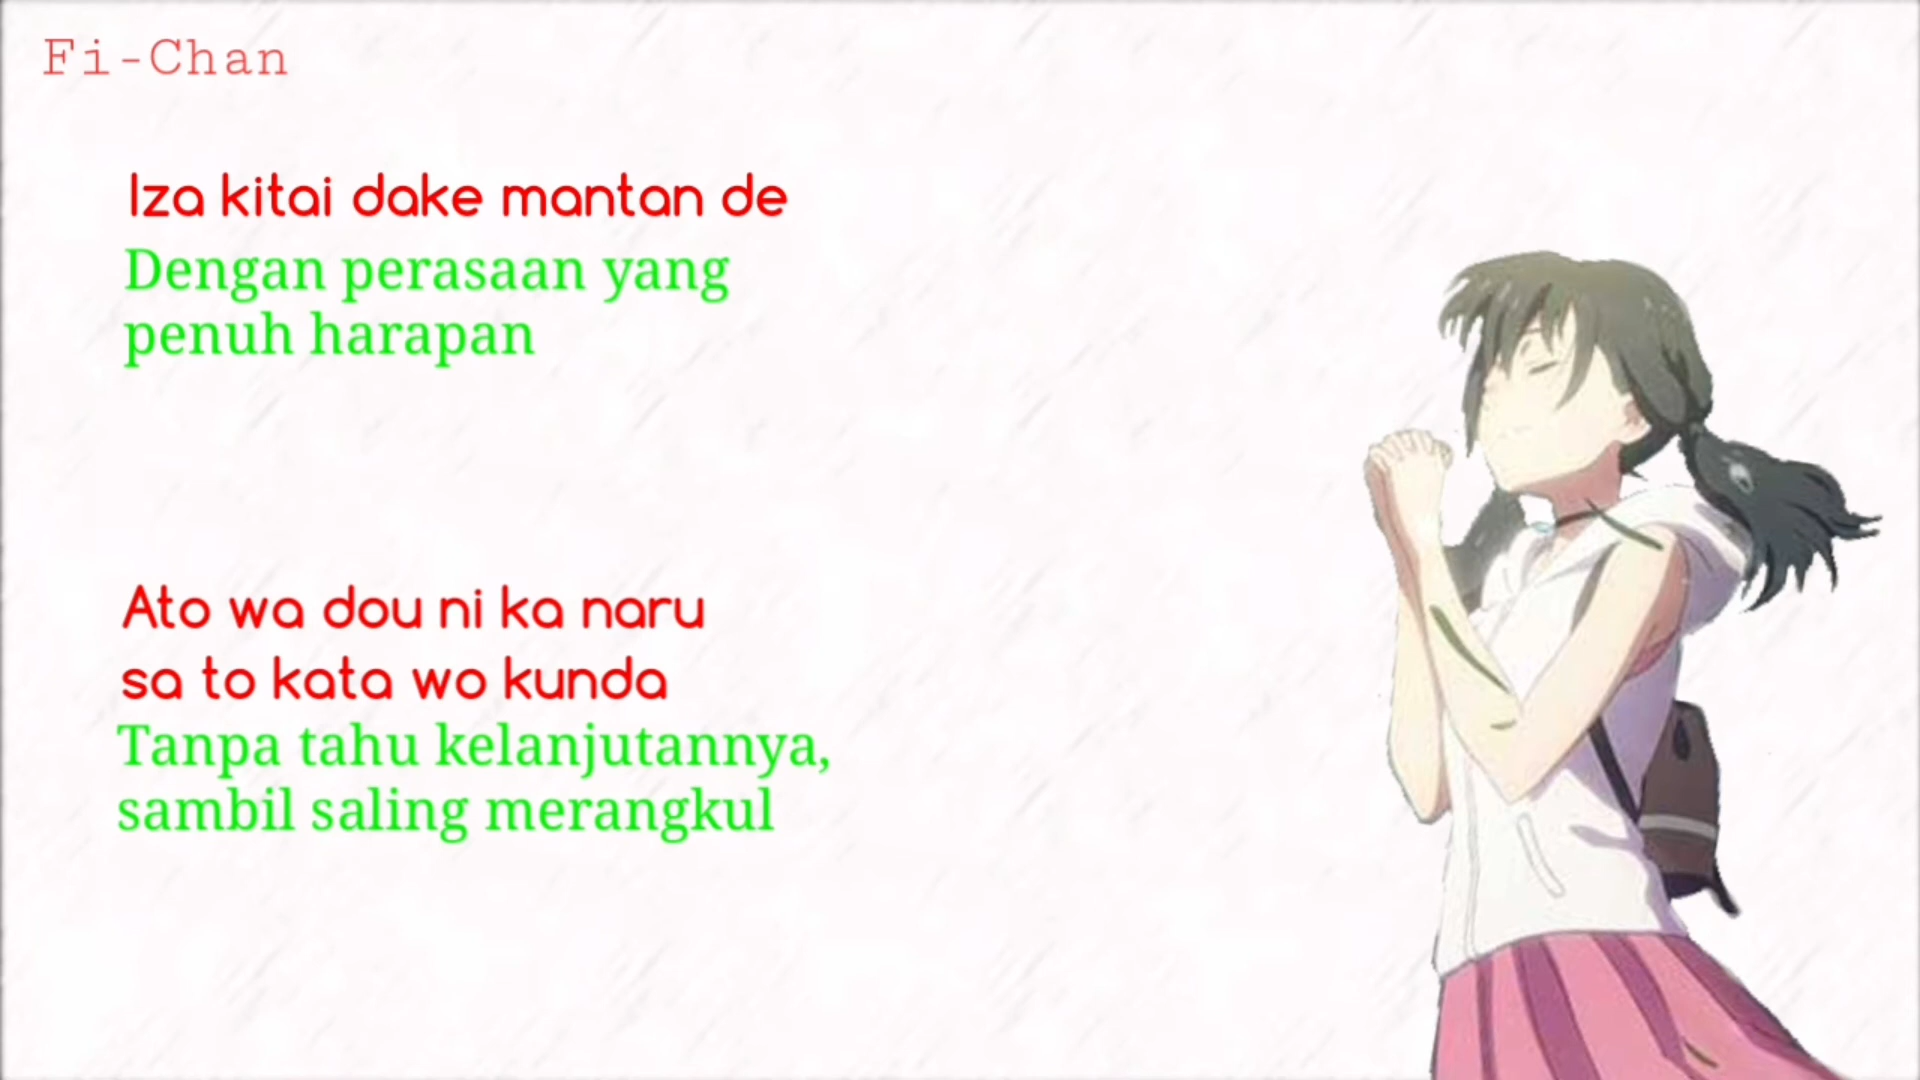 Fi-Chan
Iza kitai dake mantan de
Dengan perasaan yang
penuh harapan
Ato wa dou ni ka naru
sa to kata wo kunda
Tanpa tahu kelanjutannya,
sambil saling merangkul